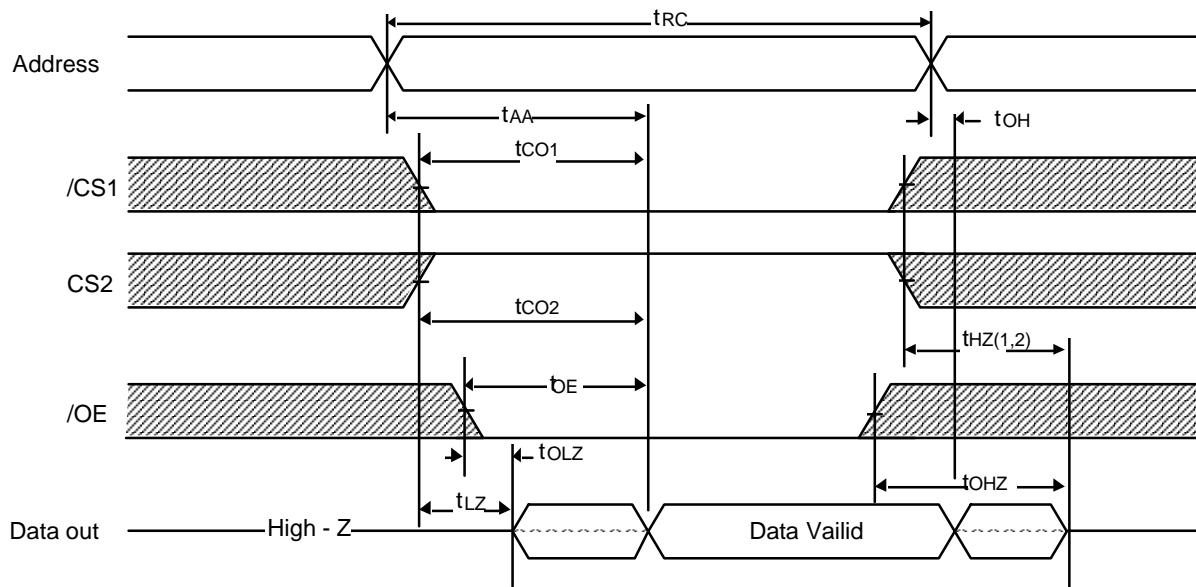 tRC
Address
tAA
tOH
tCO1
/CS1
CS2
tCO2
tHZ(1,2)
tOE
/OE
tOLZ
tOHZ
tLZ
Data out
High - Z
Data Vailid